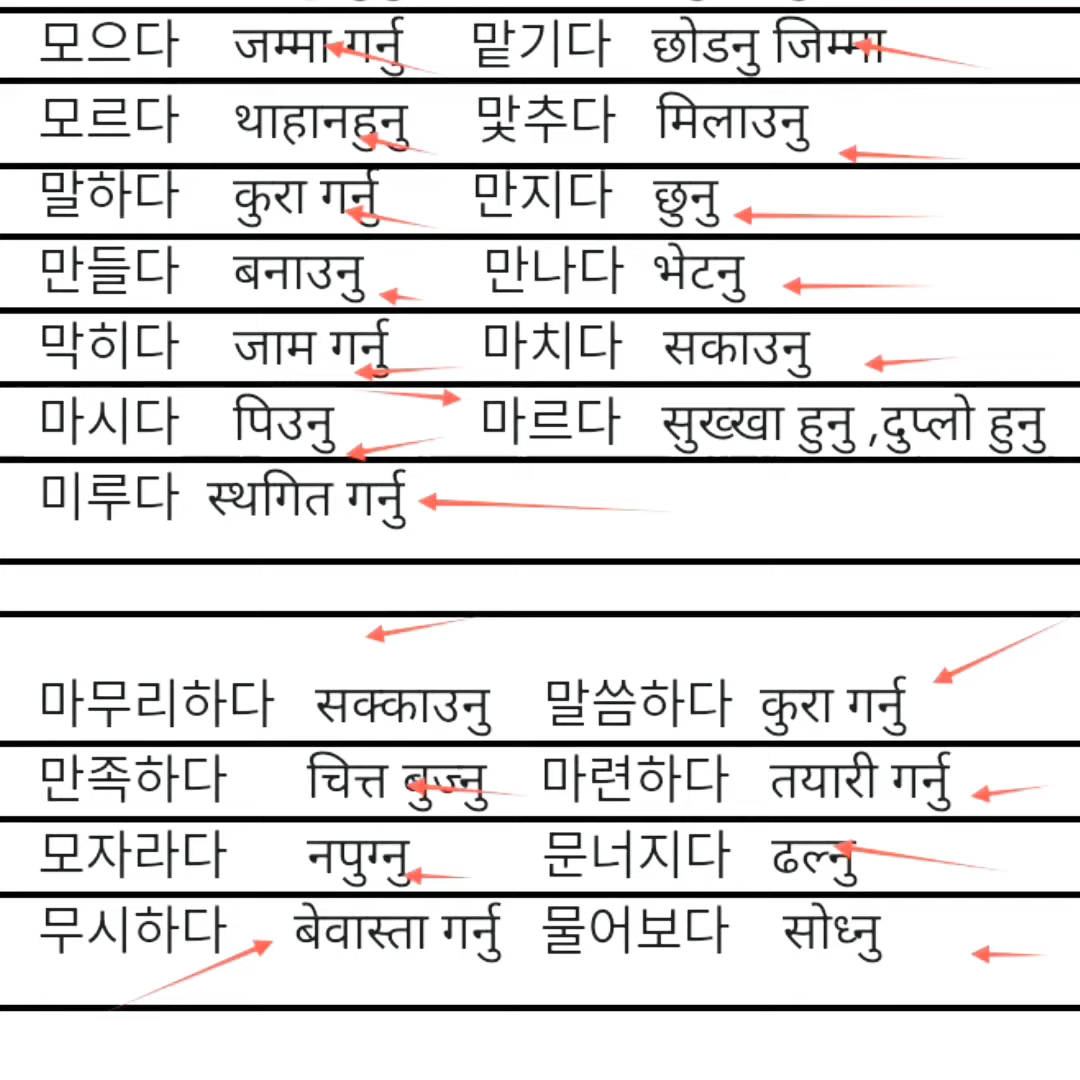 모으다 जम्मा गर्नु 맡기다 छोडनु जिम्मा
모르다 थाहानहुनु 맟추다 मिलाउनु
말하다 कुरा गर्नु 만지다 छुनु
만들다 बनाउनु 만나다 भेटनु
막히다 जाम गर्नु 마치다 सकाउनु
마시다 पिउनु 마르다 सुख्खा हुनु ,दुप्लो हुनु
미루다 स्थगित गर्नु
마무리하다 सक्काउनु 말씀하다 कुरा गर्नु
만족하다 चित्त बुज्नु 마련하다 तयारी गर्नु
모자라다 नपुग्नु 문너지다 ढल्नु
무시하다 बेवास्ता गर्नु 물어보다 सोध्नु